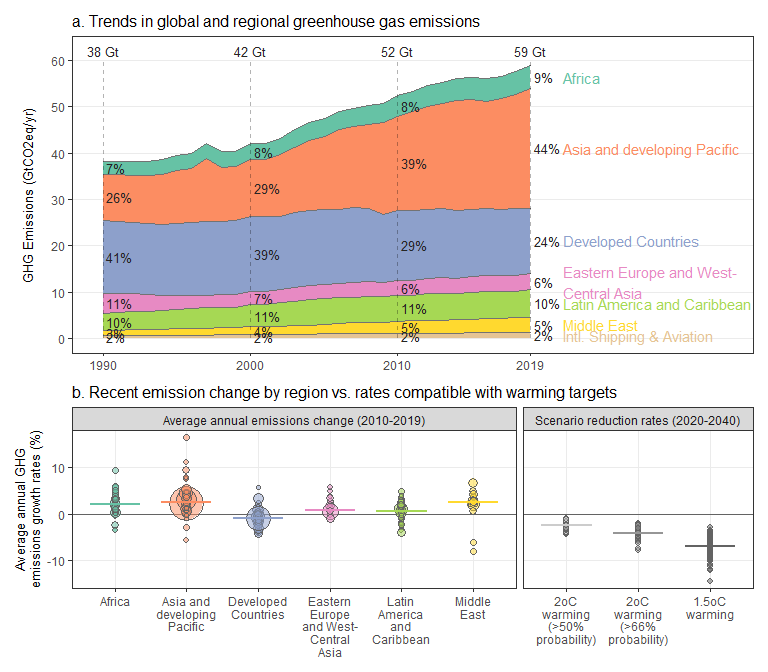 a. Trends in global and regional greenhouse gas emissions
38 Gt 42 Gt 52 Gt 59 Gt
GHG Emissions (GtCO2eq/yr)
60
50
40
30
20
10
0
7% 8% 8% 9% Africa
26% 29% 39% 44% Asia and developing Pacific
41% 39% 29% 24% Developed Countries
11% 7% 6% 6% Eastern Europe and West-
Central Asia
10% 11% 11% 10% Latin America and Caribbean
3% 4% 5% 5% Middle East
2% 2% 2% 2% Intl. Shipping & Aviation
1990 2000 2010 2019
b. Recent emission change by region vs. rates compatible with warming targets
Average annual emissions change (2010-2019)
Scenario reduction rates (2020-2040)
Average annual GHG
emissions growth rates (%)
10
0
-10
Africa
Asia and
developing
Pacific
Developed
Countries
Eastern
Europe
and West-
Central
Asia
Latin
America
and
Caribbean
Middle
East
2oC
warming
(>50%
probability)
2oC
warming
(>66%
probability)
1.5oC
warming